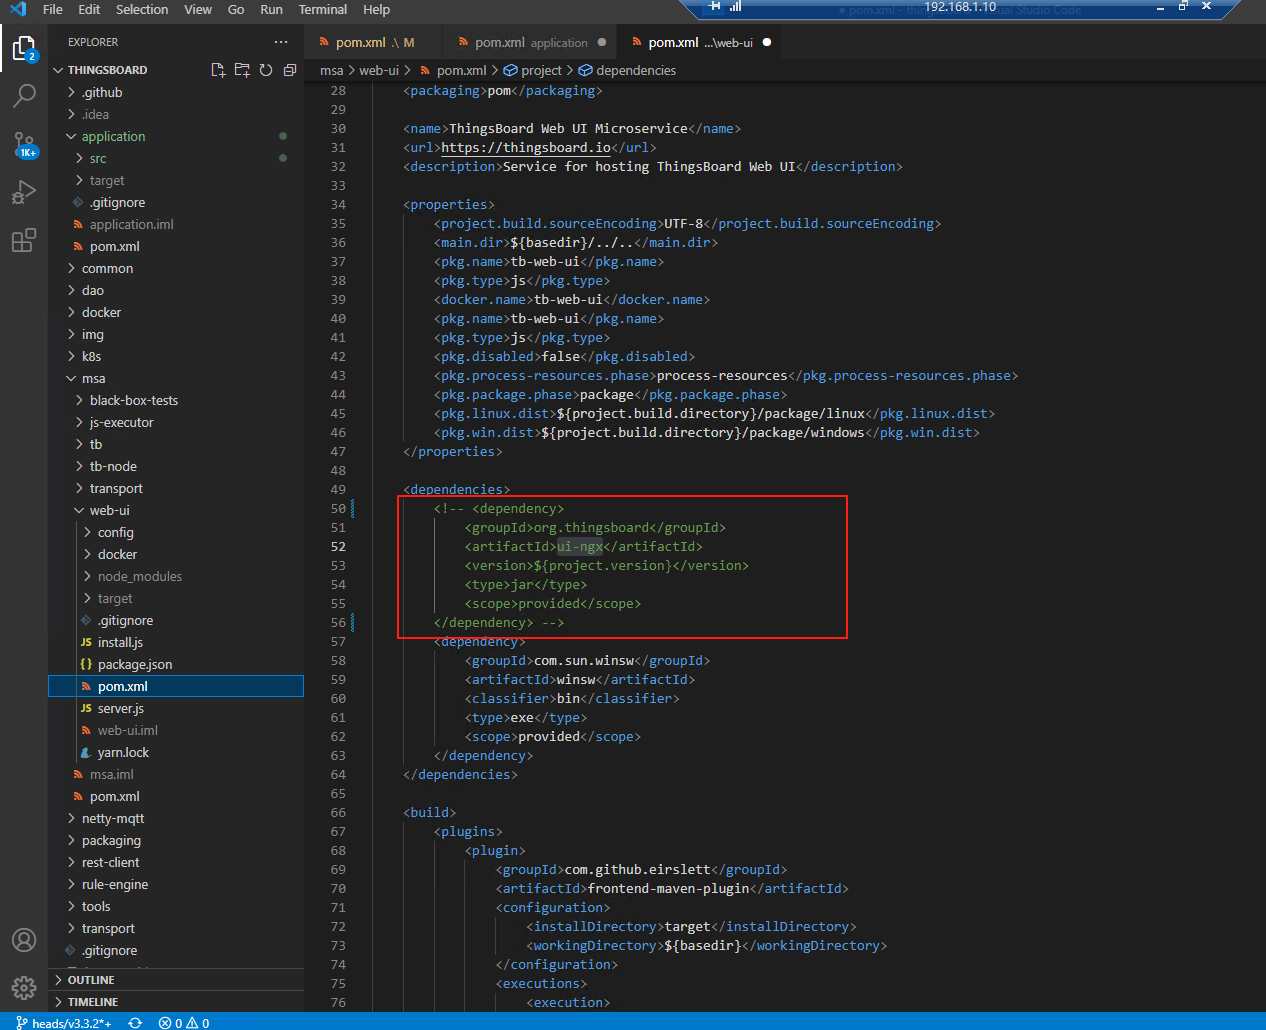 File Edit Selection View Go Run Terminal Help
192.168.1.10
EXPLORER
pom.xml .\ M
pom.xml application
pom.xml ...\web-ui
THINGSBOARD
msa > web-ui > pom.xml > project > dependencies
.github
.idea
application
src
target
.gitignore
application.iml
pom.xml
common
dao
docker
img
k8s
msa
black-box-tests
js-executor
tb
tb-node
transport
web-ui
config
docker
node_modules
target
.gitignore
JS install.js
{} package.json
pom.xml
JS server.js
web-ui.iml
yarn.lock
msa.iml
pom.xml
netty-mqtt
packaging
rest-client
rule-engine
tools
transport
.gitignore
OUTLINE
TIMELINE
2
1K+
28 <packaging>pom</packaging>
29
30 <name>ThingsBoard Web UI Microservice</name>
31 <url>https://thingsboard.io</url>
32 <description>Service for hosting ThingsBoard Web UI</description>
33
34 <properties>
35 <project.build.sourceEncoding>UTF-8</project.build.sourceEncoding>
36 <main.dir>${basedir}/../..</main.dir>
37 <pkg.name>tb-web-ui</pkg.name>
38 <pkg.type>js</pkg.type>
39 <docker.name>tb-web-ui</docker.name>
40 <pkg.name>tb-web-ui</pkg.name>
41 <pkg.type>js</pkg.type>
42 <pkg.disabled>false</pkg.disabled>
43 <pkg.process-resources.phase>process-resources</pkg.process-resources.phase>
44 <pkg.package.phase>package</pkg.package.phase>
45 <pkg.linux.dist>${project.build.directory}/package/linux</pkg.linux.dist>
46 <pkg.win.dist>${project.build.directory}/package/windows</pkg.win.dist>
47 </properties>
48
49 <dependencies>
50 <!-- <dependency>
51 <groupId>org.thingsboard</groupId>
52 <artifactId>ui-ngx</artifactId>
53 <version>${project.version}</version>
54 <type>jar</type>
55 <scope>provided</scope>
56 </dependency> -->
57 <dependency>
58 <groupId>com.sun.winsw</groupId>
59 <artifactId>winsw</artifactId>
60 <classifier>bin</classifier>
61 <type>exe</type>
62 <scope>provided</scope>
63 </dependency>
64 </dependencies>
65
66 <build>
67 <plugins>
68 <plugin>
69 <groupId>com.github.eirslett</groupId>
70 <artifactId>frontend-maven-plugin</artifactId>
71 <configuration>
72 <installDirectory>target</installDirectory>
73 <workingDirectory>${basedir}</workingDirectory>
74 </configuration>
75 <executions>
76 <execution>
heads/v3.3.2*+ 0 0